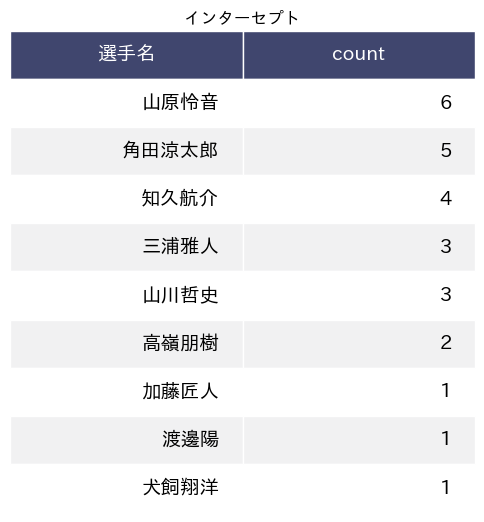 インターセプト
選手名 count
山原怜音 6
角田涼太郎 5
知久航介 4
三浦雅人 3
山川哲史 3
高嶺朋樹 2
加藤匠人 1
渡邊陽 1
犬飼翔洋 1